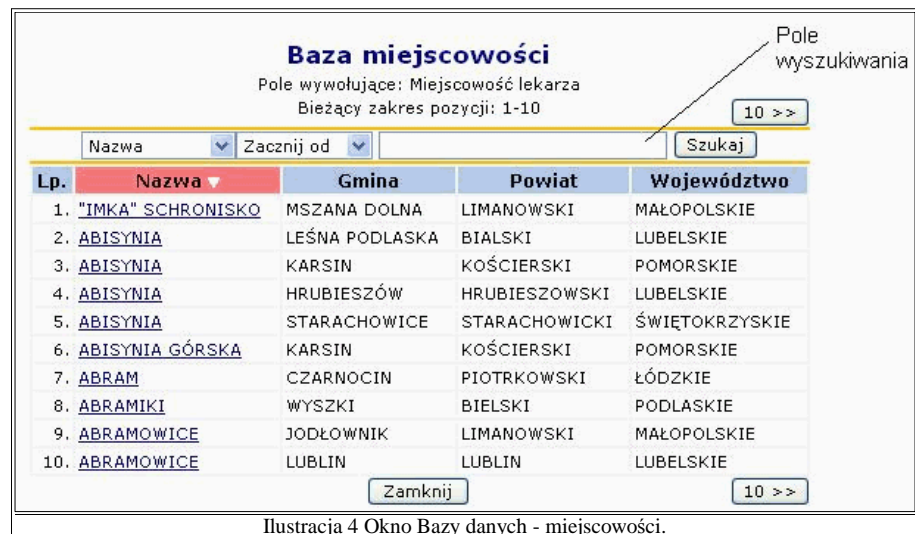 Baza miejscowości
Pole wywołujące: Miejscowość lekarza
Bieżący zakres pozycji: 1-10
Pole
wyszukiwania
10 >>
Nazwa Zacznij od Szukaj
Lp. Nazwa Gmina Powiat Województwo
1. "IMKA" SCHRONISKO MSZANA DOLNA LIMANOWSKI MAŁOPOLSKIE
2. ABISYNIA LEŚNA PODLASKA BIALSKI LUBELSKIE
3. ABISYNIA KARSIN KOŚCIERSKI POMORSKIE
4. ABISYNIA HRUBIESZÓW HRUBIESZOWSKI LUBELSKIE
5. ABISYNIA STARACHOWICE STARACHOWICKI ŚWIĘTOKRZYSKIE
6. ABISYNIA GÓRSKA KARSIN KOŚCIERSKI POMORSKIE
7. ABRAM CZARNOCIN PIOTRKOWSKI ŁÓDZKIE
8. ABRAMIKI WYSZKI BIELSKI PODLASKIE
9. ABRAMOWICE JODŁOWNIK LIMANOWSKI MAŁOPOLSKIE
10. ABRAMOWICE LUBLIN LUBLIN LUBELSKIE
Zamknij 10 >>
Ilustracja 4 Okno Bazy danych - miejscowości.